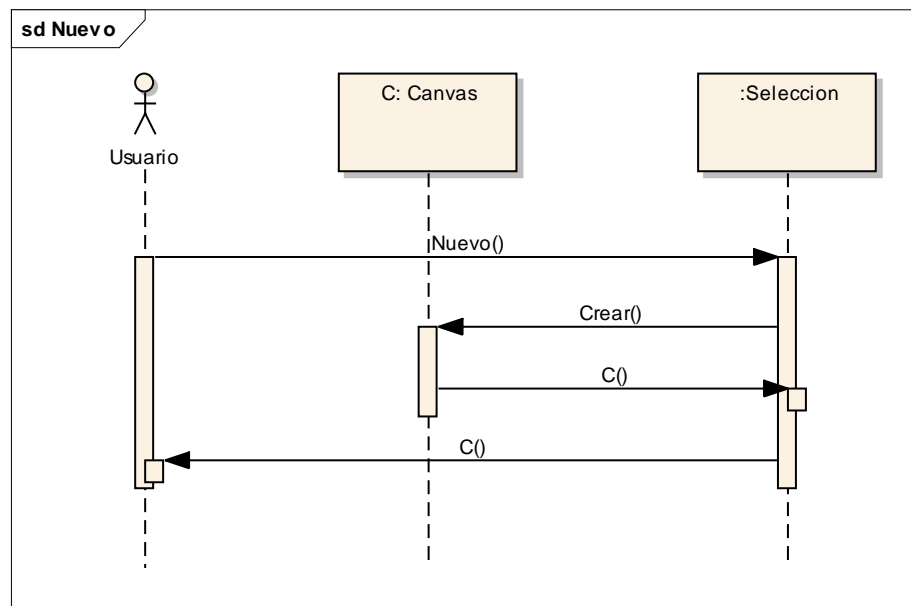 sd Nuevo
Usuario
C: Canvas
:Seleccion
Nuevo()
Crear()
C()
C()